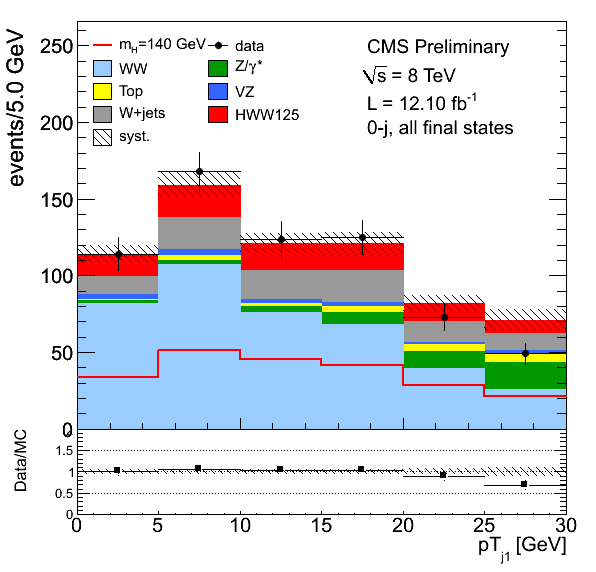 events/5.0 GeV
250
200
150
100
50
0
m_H=140 GeV
data
WW
Z/γ*
Top
VZ
W+jets
HWW125
syst.
CMS Preliminary
√s = 8 TeV
L = 12.10 fb⁻¹
0-j, all final states
Data/MC
2
1.5
1
0.5
0
0 5 10 15 20 25 30
pT_j1 [GeV]